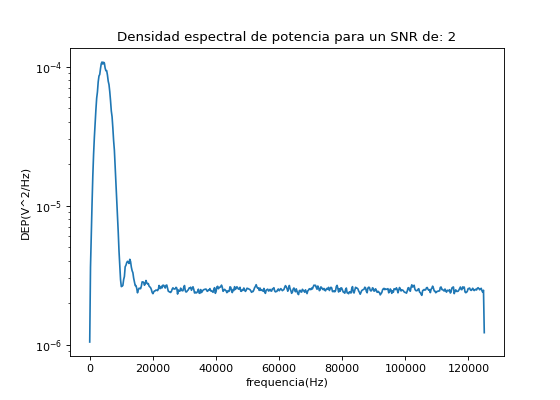 Densidad espectral de potencia para un SNR de: 2
DEP(V^2/Hz)
10⁻⁴
10⁻⁵
10⁻⁶
0 20000 40000 60000 80000 100000 120000
frequencia(Hz)